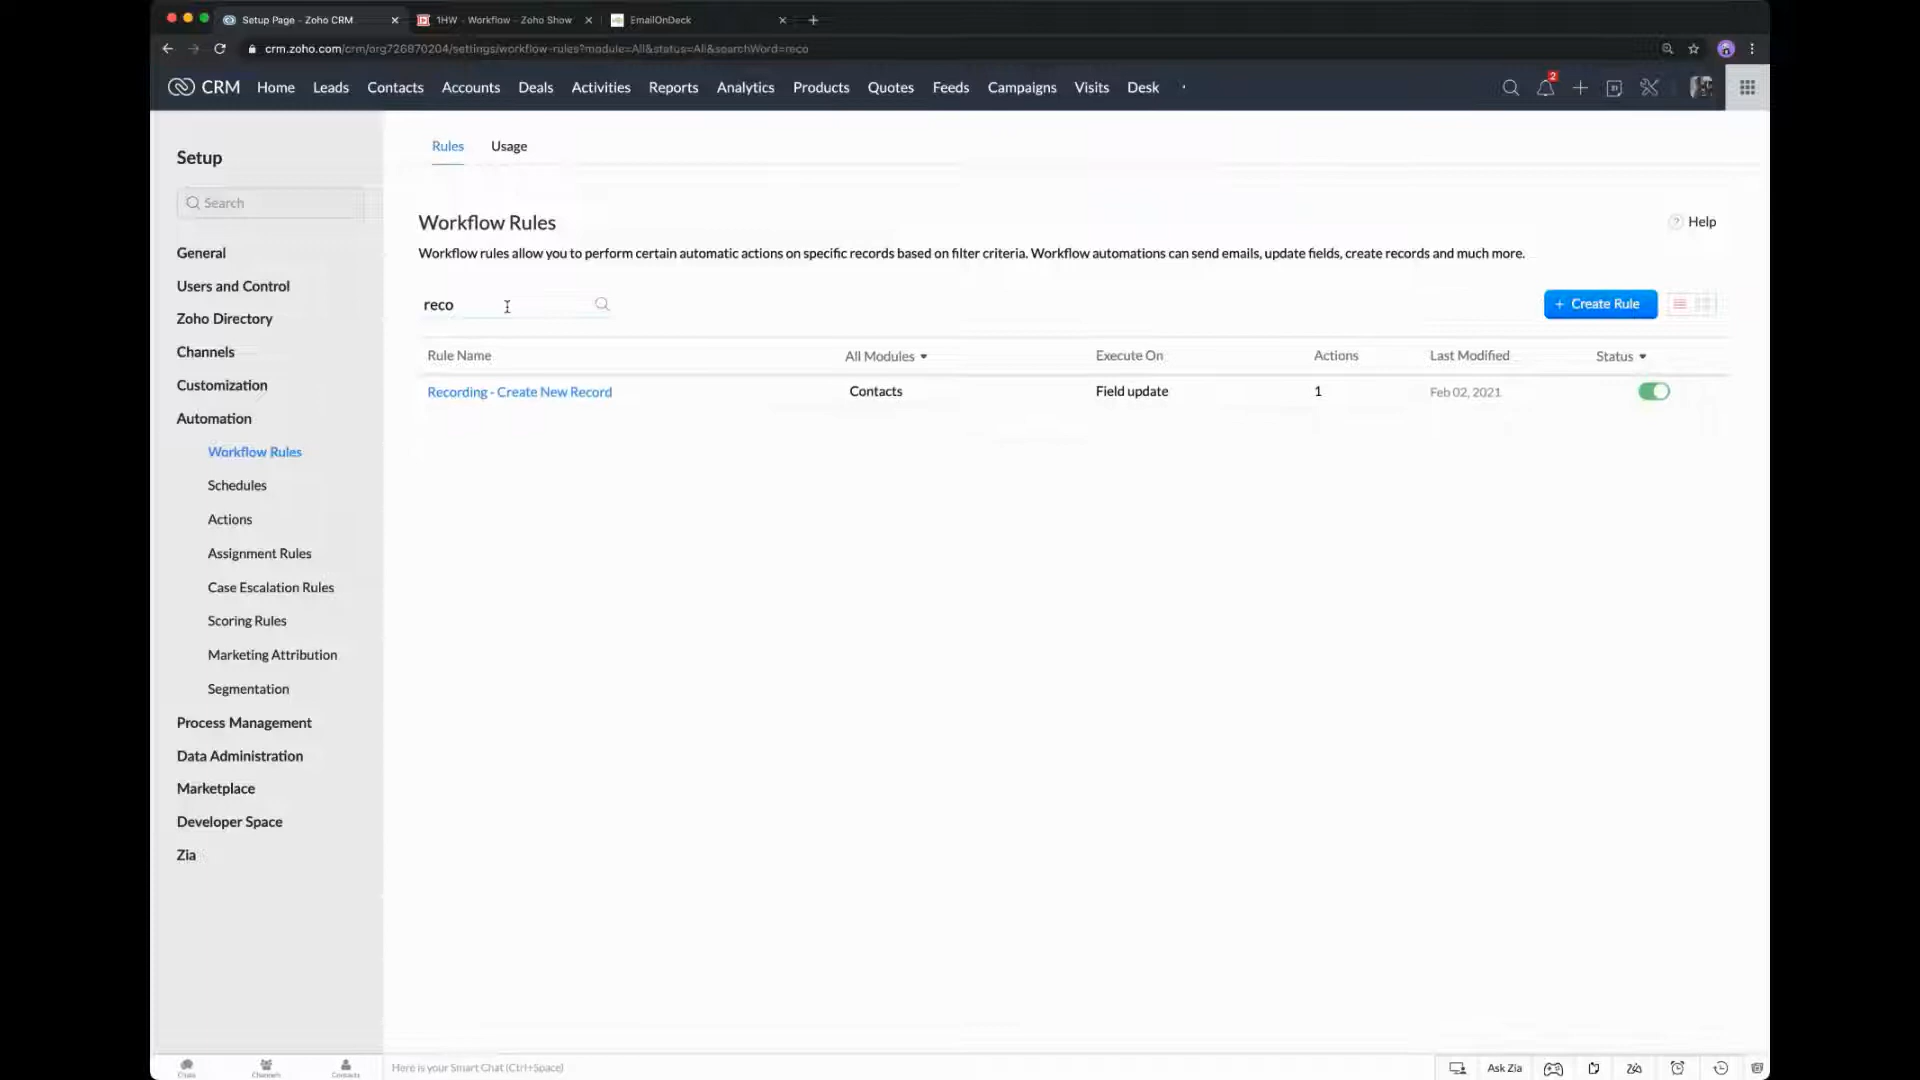 Setup Page - Zoho CRM
1HW - Workflow - Zoho Show
EmailOnDeck
crm.zoho.com/crm/org726870204/settings/workflow-rules?module=All&status=All&searchWord=reco
CRM Home Leads Contacts Accounts Deals Activities Reports Analytics Products Quotes Feeds Campaigns Visits Desk
2
Setup
Search
General
Users and Control
Zoho Directory
Channels
Customization
Automation
Workflow Rules
Schedules
Actions
Assignment Rules
Case Escalation Rules
Scoring Rules
Marketing Attribution
Segmentation
Process Management
Data Administration
Marketplace
Developer Space
Zia
Rules Usage
Workflow Rules
? Help
Workflow rules allow you to perform certain automatic actions on specific records based on filter criteria. Workflow automations can send emails, update fields, create records and much more.
reco
+ Create Rule
Rule Name All Modules Execute On Actions Last Modified Status
Recording - Create New Record Contacts Field update 1 Feb 02, 2021
Chats Channels Contacts
Here is your Smart Chat (Ctrl+Space)
Ask Zia